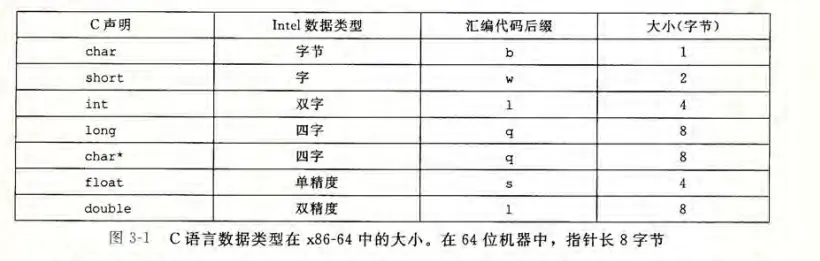 C声明 Intel 数据类型 汇编代码后缀 大小(字节)
char 字节 b 1
short 字 w 2
int 双字 l 4
long 四字 q 8
char* 四字 q 8
float 单精度 s 4
double 双精度 l 8
图 3-1 C 语言数据类型在 x86-64 中的大小。在 64 位机器中，指针长 8 字节